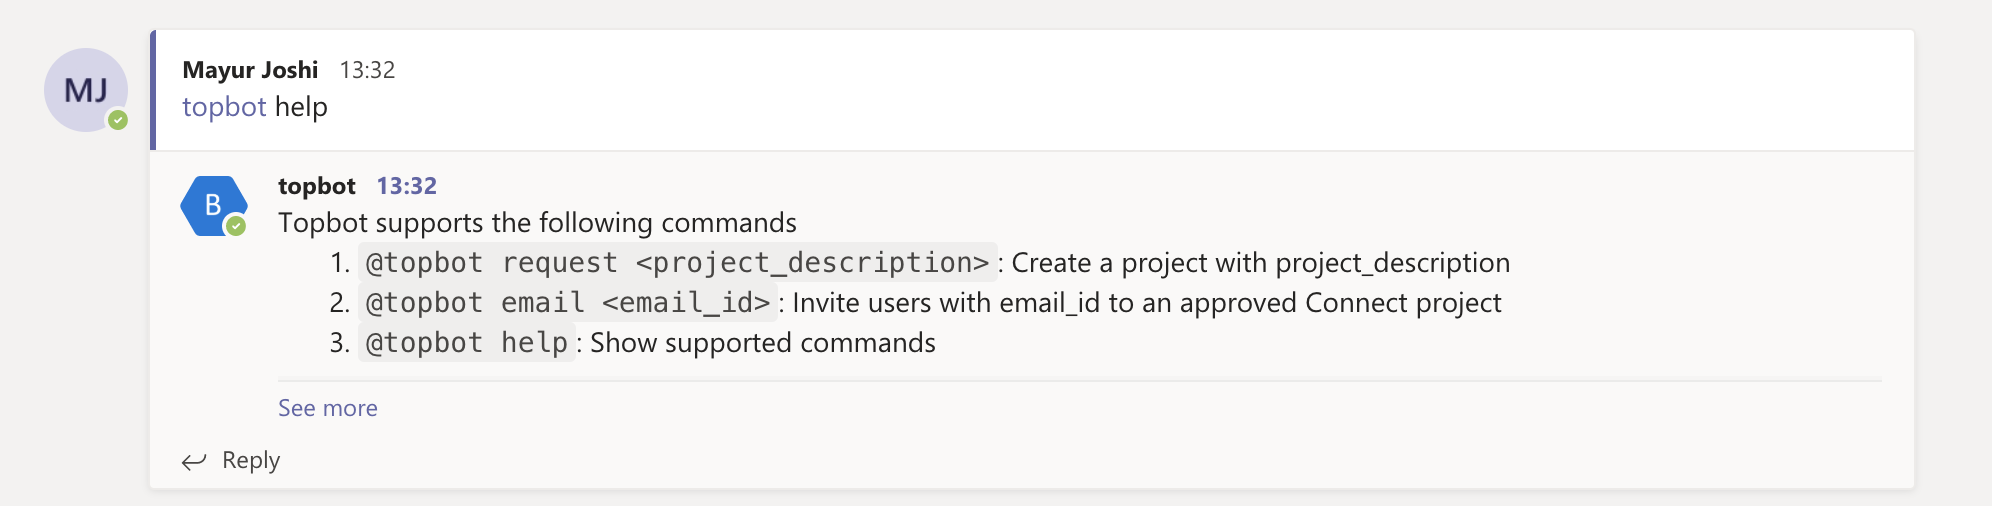 MJ
Mayur Joshi 13:32
topbot help
B
topbot 13:32
Topbot supports the following commands
1. @topbot request <project_description>: Create a project with project_description
2. @topbot email <email_id>: Invite users with email_id to an approved Connect project
3. @topbot help: Show supported commands
See more
Reply